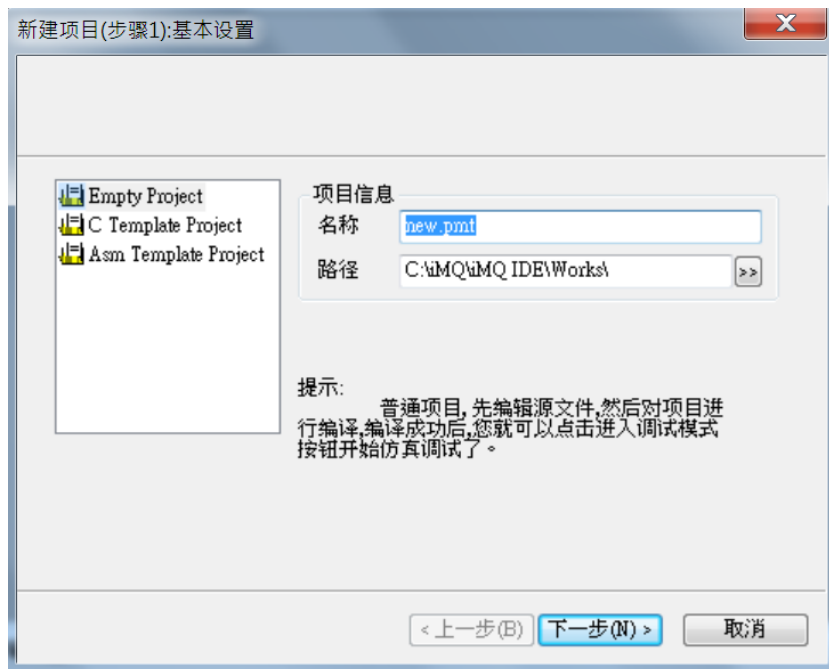 新建项目(步骤1):基本设置
X
Empty Project
C Template Project
Asm Template Project
项目信息
名称
new.pmt
路径
C:\iMQ\iMQ IDE\Works\
>>
提示:
普通项目, 先编辑源文件,然后对项目进
行编译,编译成功后,您就可以点击进入调试模式
按钮开始仿真调试了。
<上一步(B)
下一步(N) >
取消